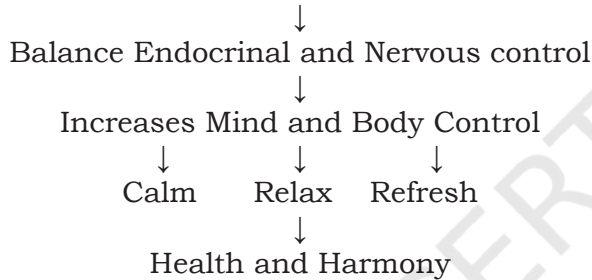 ↓
Balance Endocrinal and Nervous control
↓
Increases Mind and Body Control
↓ ↓ ↓
Calm Relax Refresh
↓
Health and Harmony